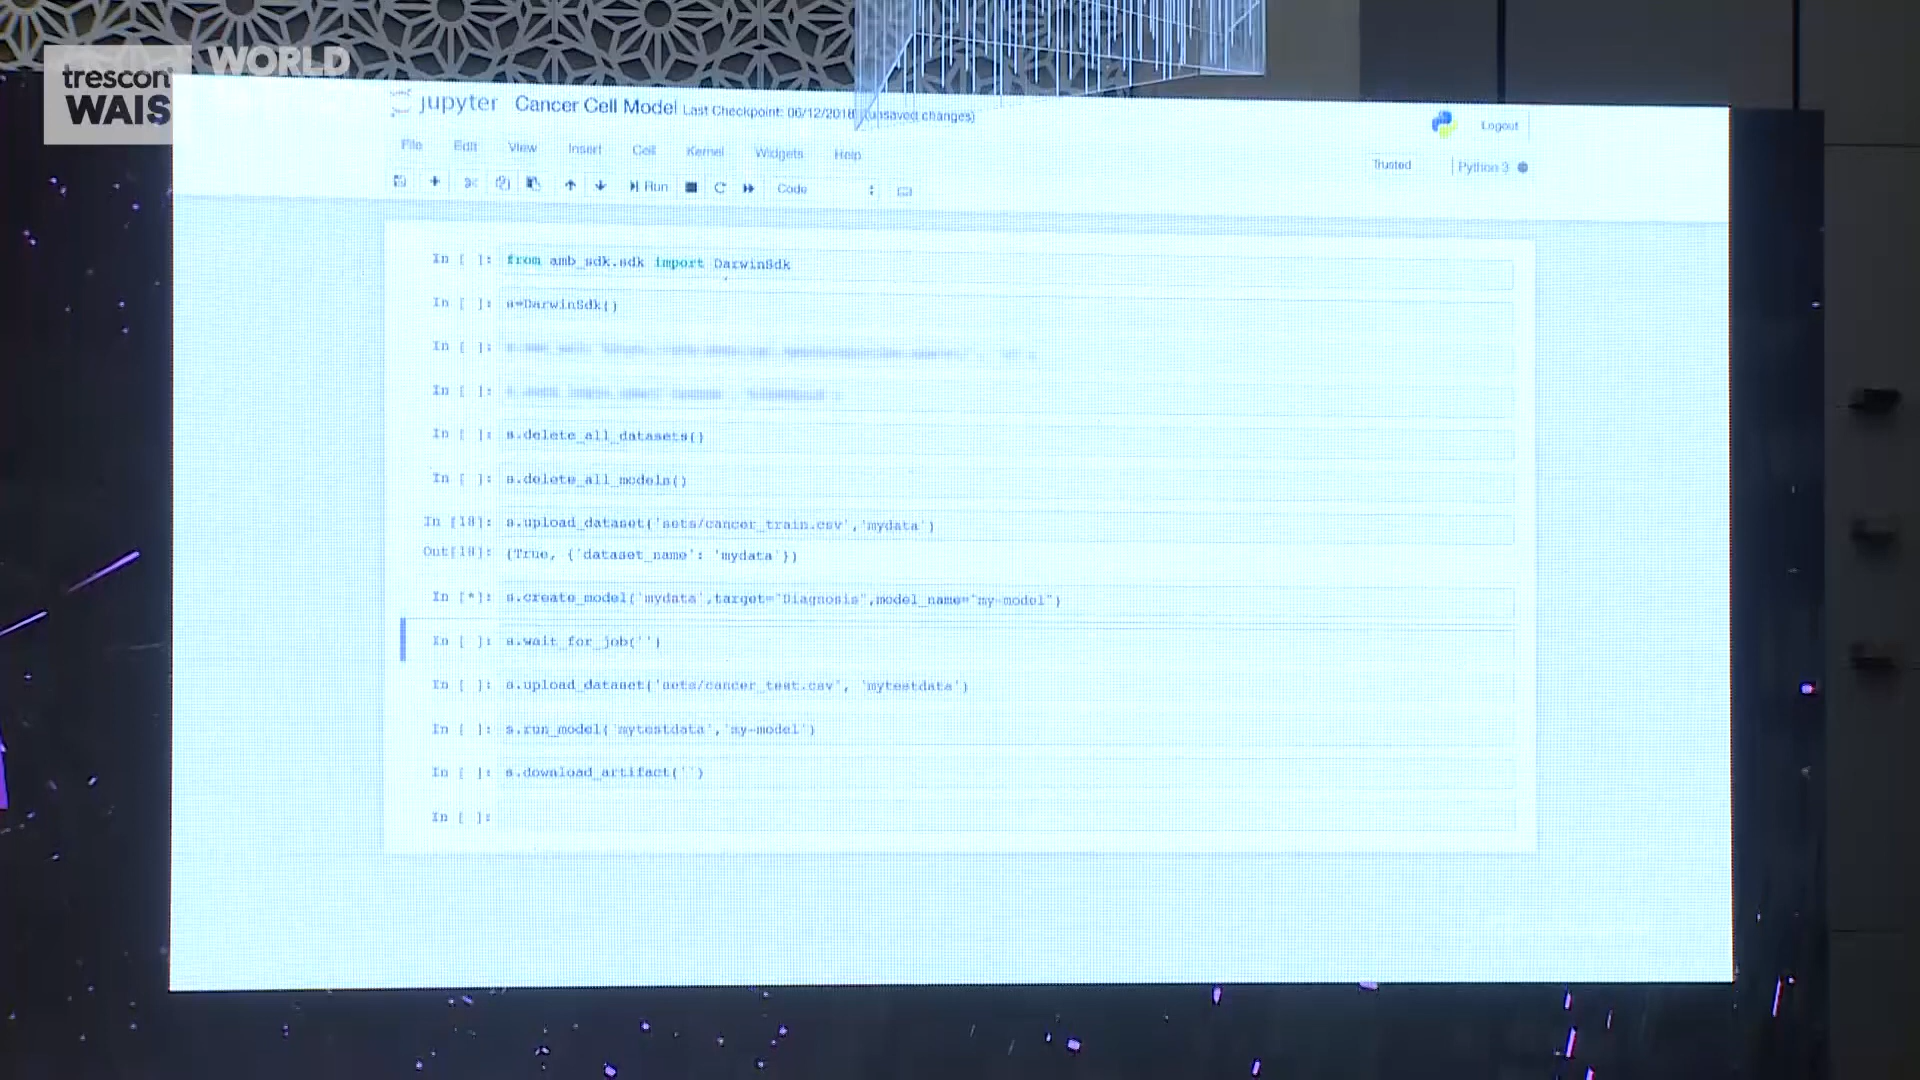 trescon
WAIS
WORLD
jupyter Cancer Cell Model Last Checkpoint: 06/12/2018 (unsaved changes)
Logout
File Edit View Insert Cell Kernel Widgets Help
Trusted Python 3
Run Code
In [ ]: from amb_sdk.sdk import DarwinSdk
In [ ]: s=DarwinSdk()
In [ ]:
In [ ]:
In [ ]: s.delete_all_datasets()
In [ ]: s.delete_all_models()
In [18]: s.upload_dataset('sets/cancer_train.csv','mydata')
Out[18]: (True, {'dataset_name': 'mydata'})
In [*]: s.create_model('mydata',target="Diagnosis",model_name="my-model")
In [ ]: s.wait_for_job('')
In [ ]: s.upload_dataset('sets/cancer_test.csv', 'mytestdata')
In [ ]: s.run_model('mytestdata','my-model')
In [ ]: s.download_artifact('')
In [ ]: